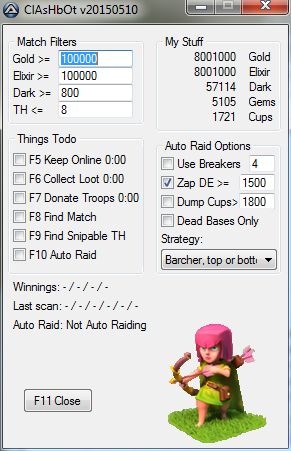 ClAsHbOt v20150510
Match Filters
Gold >= 100000
Elixir >= 100000
Dark >= 800
TH <= 8
My Stuff
8001000 Gold
8001000 Elixir
57114 Dark
5105 Gems
1721 Cups
Things Todo
F5 Keep Online 0:00
F6 Collect Loot 0:00
F7 Donate Troops 0:00
F8 Find Match
F9 Find Snipable TH
F10 Auto Raid
Auto Raid Options
Use Breakers 4
Zap DE >= 1500
Dump Cups> 1800
Dead Bases Only
Strategy:
Barcher, top or botto
Winnings: - / - / - / -
Last scan: - / - / - / - / - / -
Auto Raid: Not Auto Raiding
F11 Close